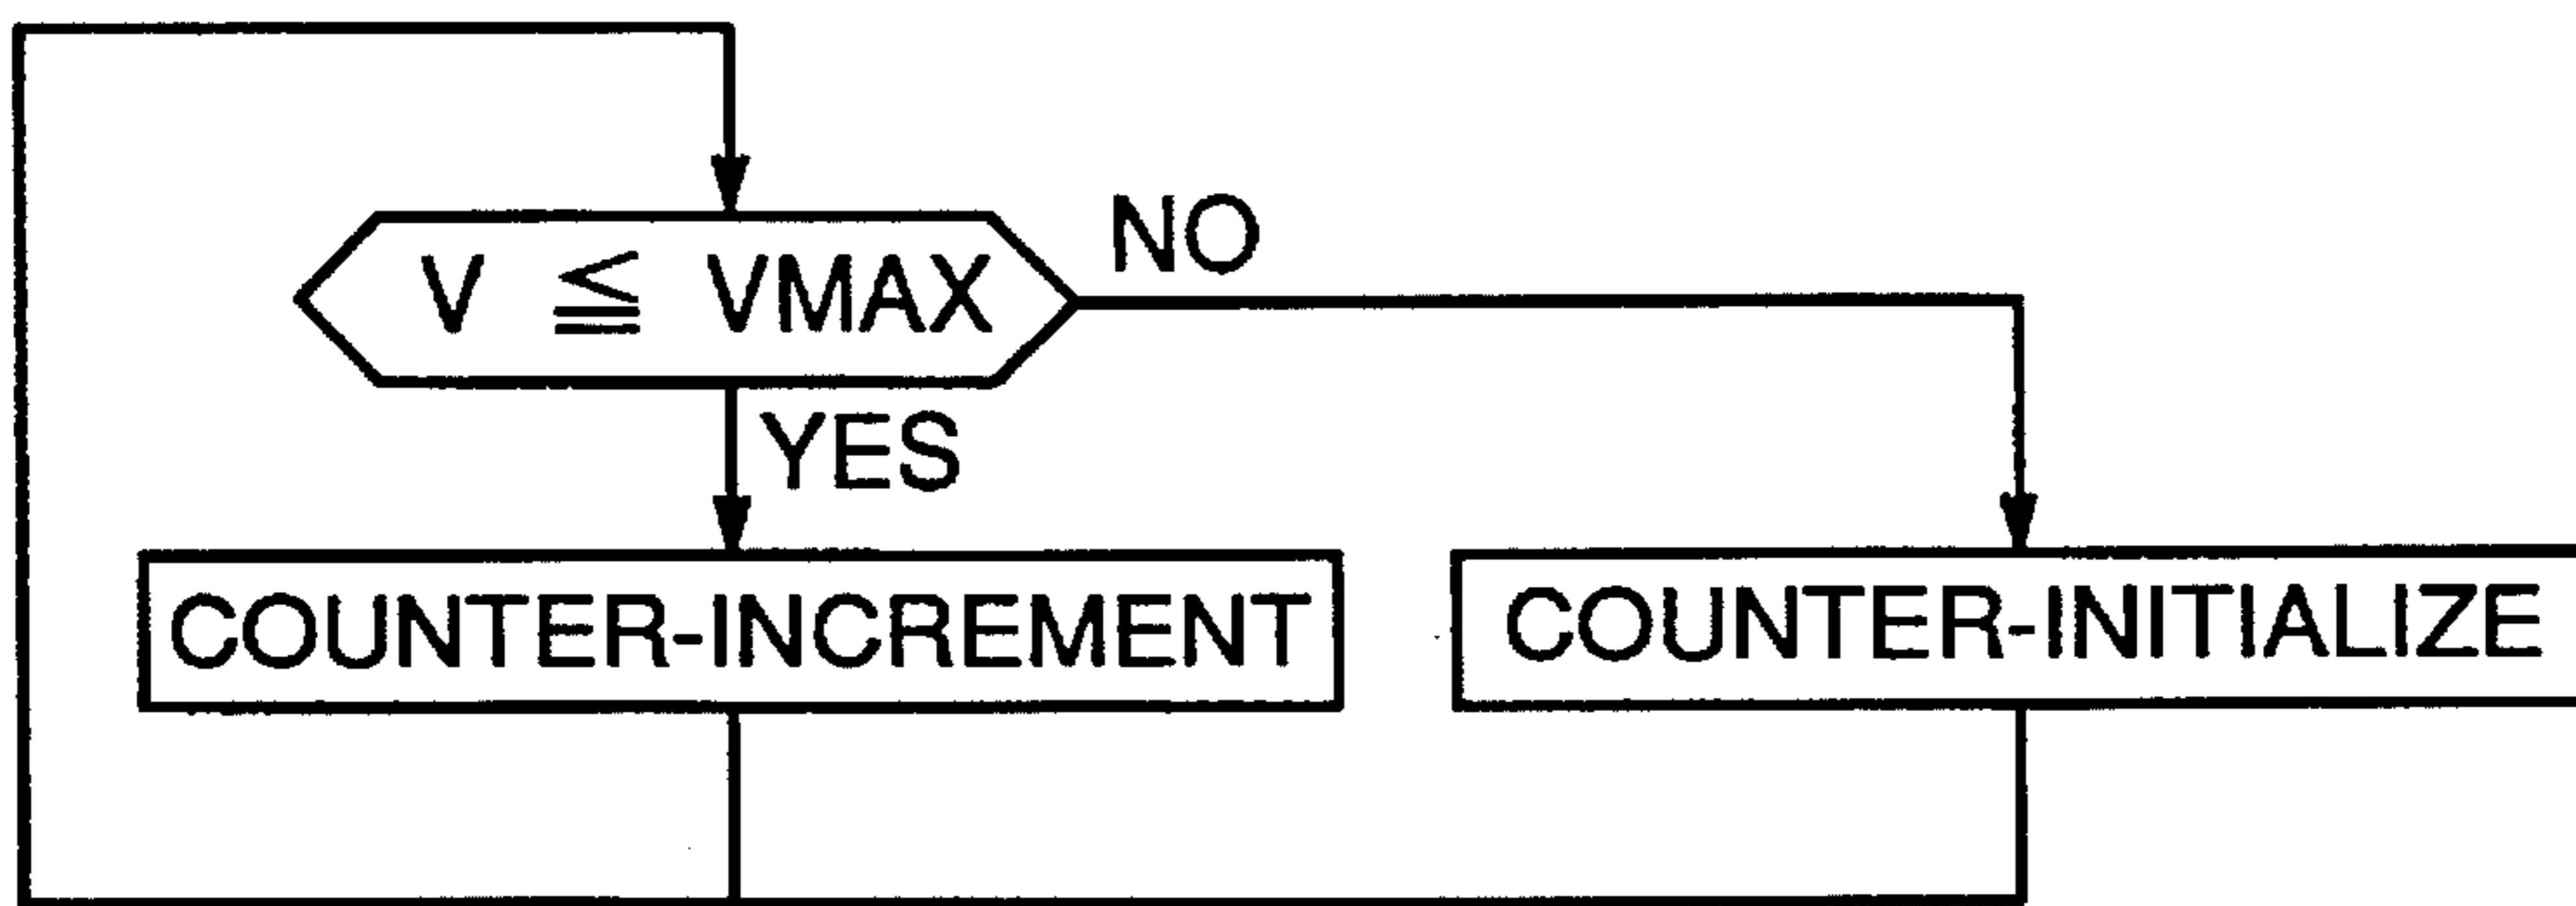 NO
V ≦ VMAX
YES
COUNTER-INCREMENT
COUNTER-INITIALIZE